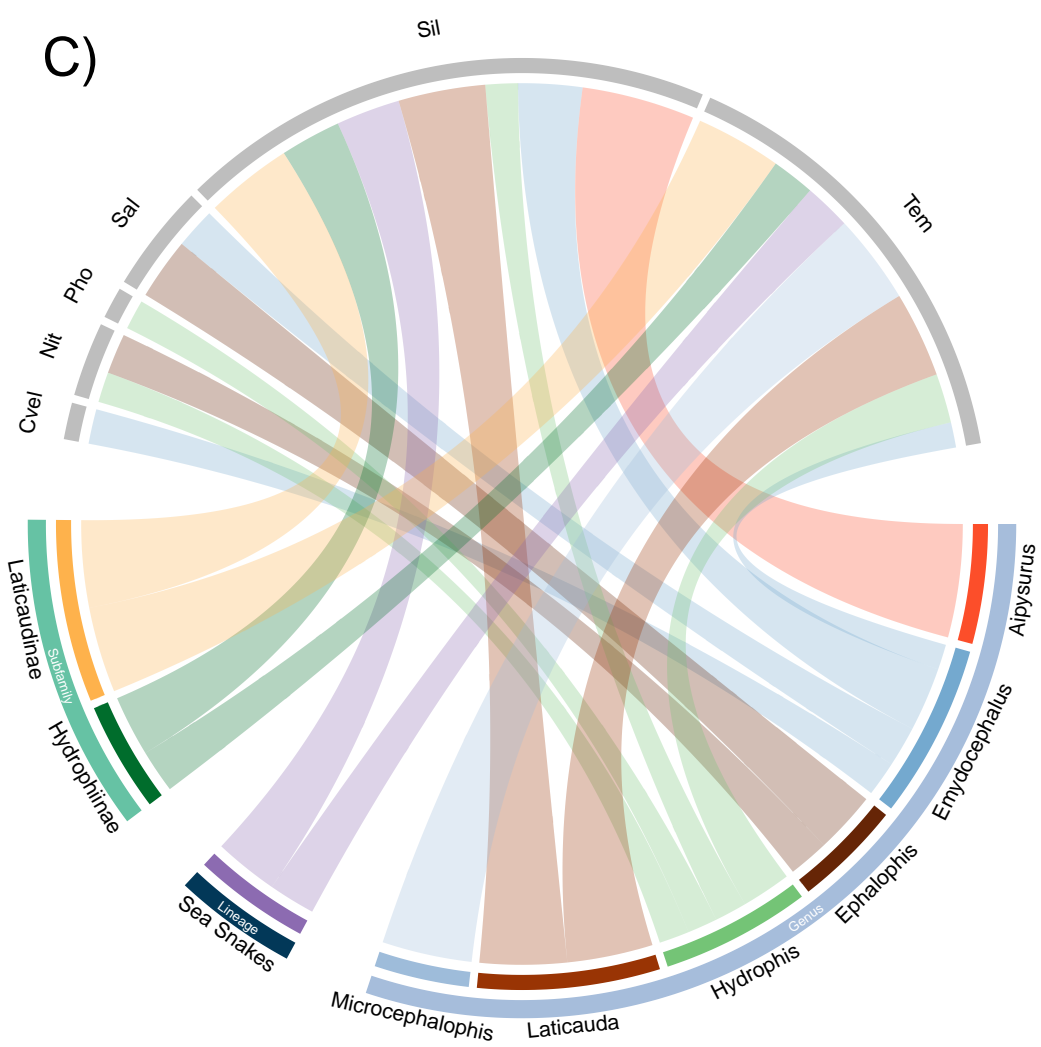 C)
Sil
Sal
Tem
Pho
Nit
Cvel
Laticaudinae
Subfamily
Hydrophiinae
Aipysurus
Emydocephalus
Ephalophis
Genus
Hydrophis
Lineage
Sea Snakes
Microcephalophis
Laticauda